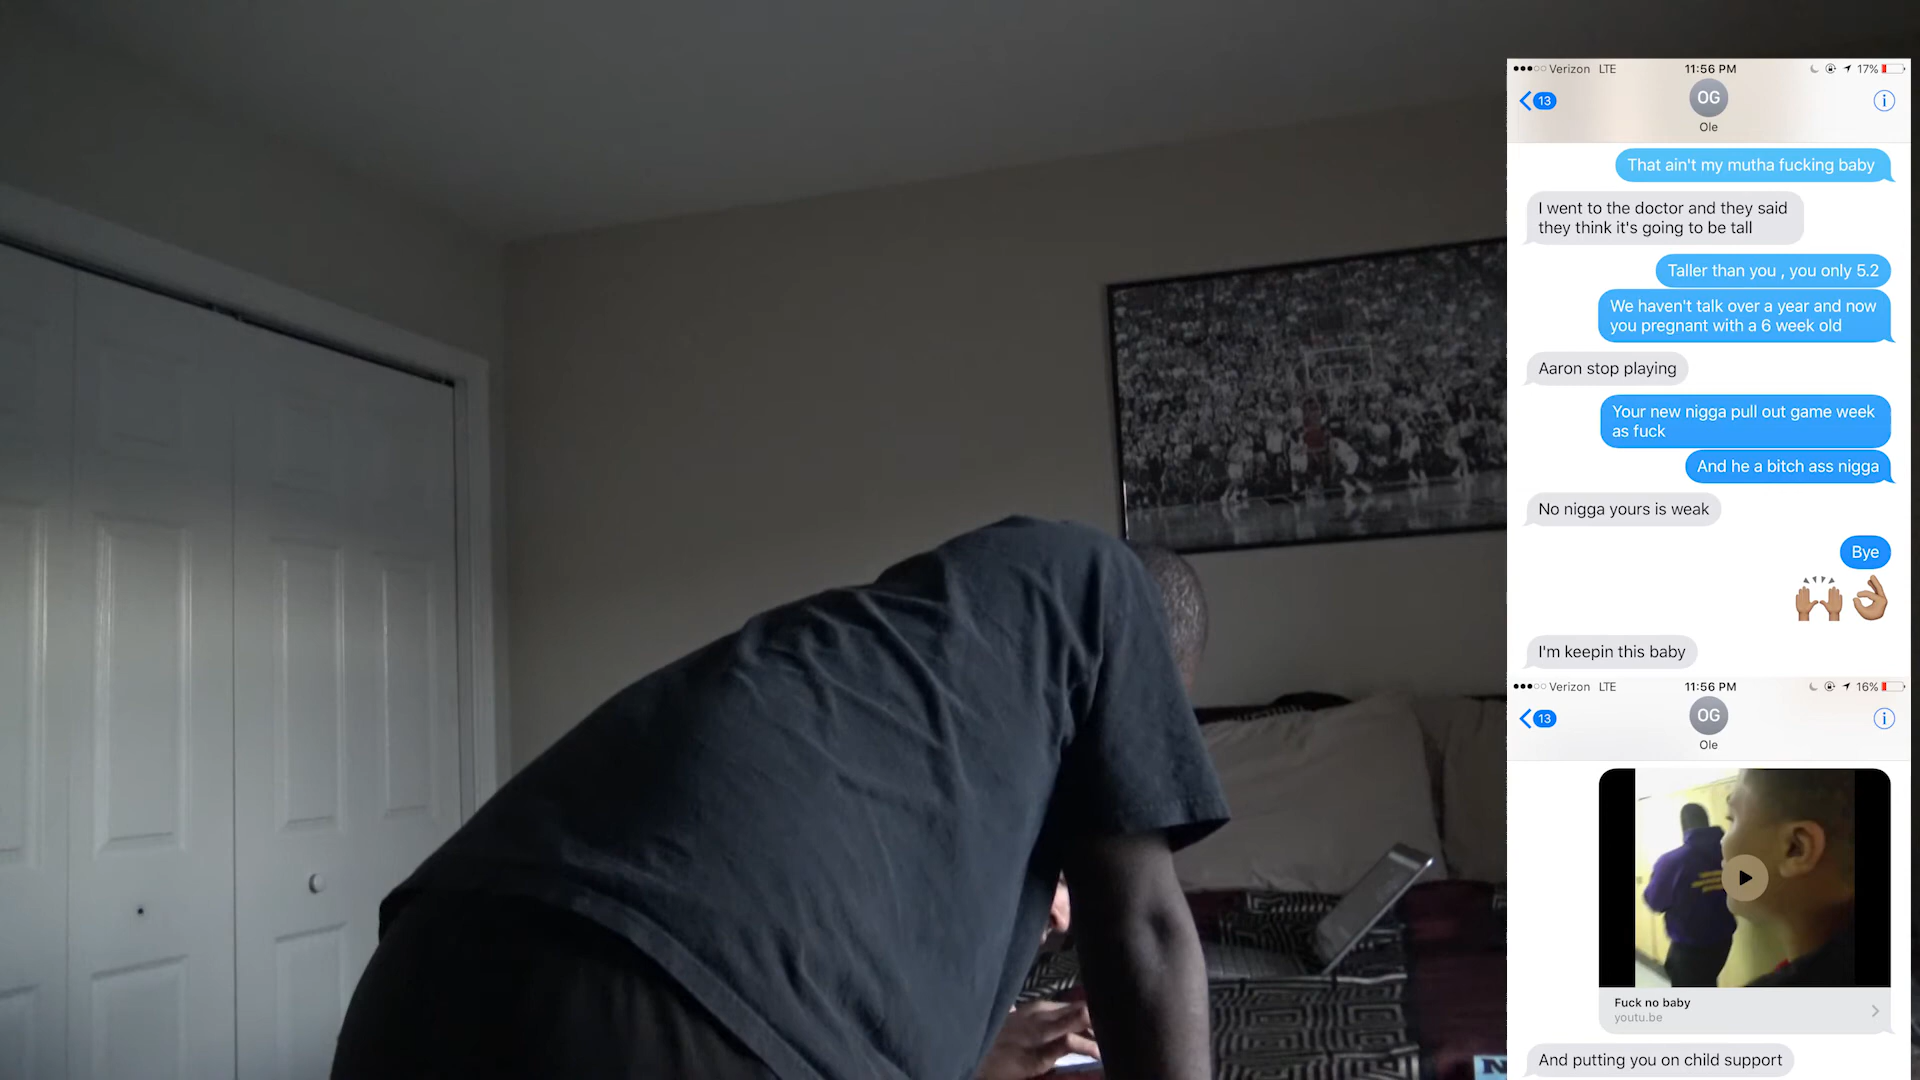 Verizon LTE 11:56 PM 17%
13
OG
Ole
That ain't my mutha fucking baby
I went to the doctor and they said
they think it's going to be tall
Taller than you , you only 5.2
We haven't talk over a year and now
you pregnant with a 6 week old
Aaron stop playing
Your new nigga pull out game week
as fuck
And he a bitch ass nigga
No nigga yours is weak
Bye
I'm keepin this baby
Verizon LTE 11:56 PM 16%
13
OG
Ole
Fuck no baby
youtu.be
And putting you on child support